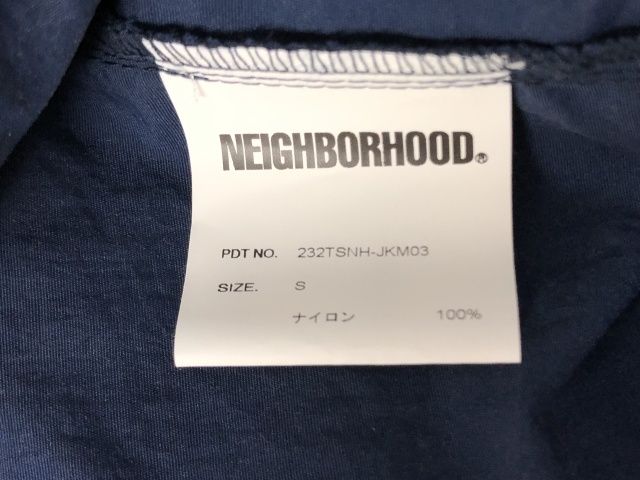 NEIGHBORHOOD®
PDT NO. 232TSNH-JKM03
SIZE. S
ナイロン 100%